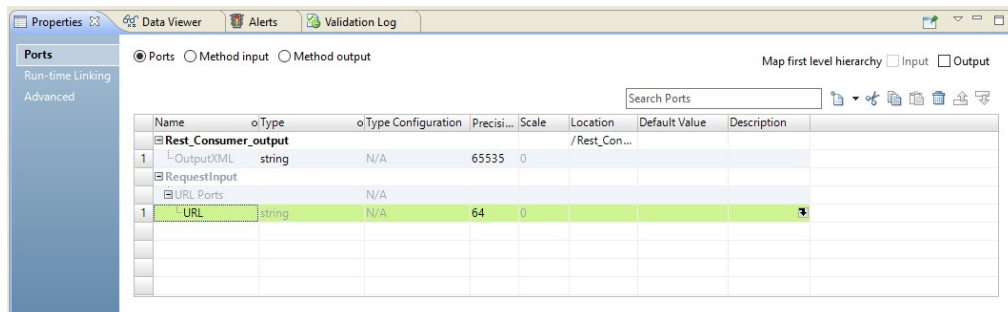 Properties Data Viewer Alerts Validation Log
Ports Ports Method input Method output
Map first level hierarchy Input Output
Run-time Linking
Advanced
Search Ports
Name Type Type Configuration Precisi... Scale Location Default Value Description
Rest_Consumer_output /Rest_Con...
1 OutputXML string N/A 65535 0
RequestInput
URL Ports N/A
1 URL string N/A 64 0